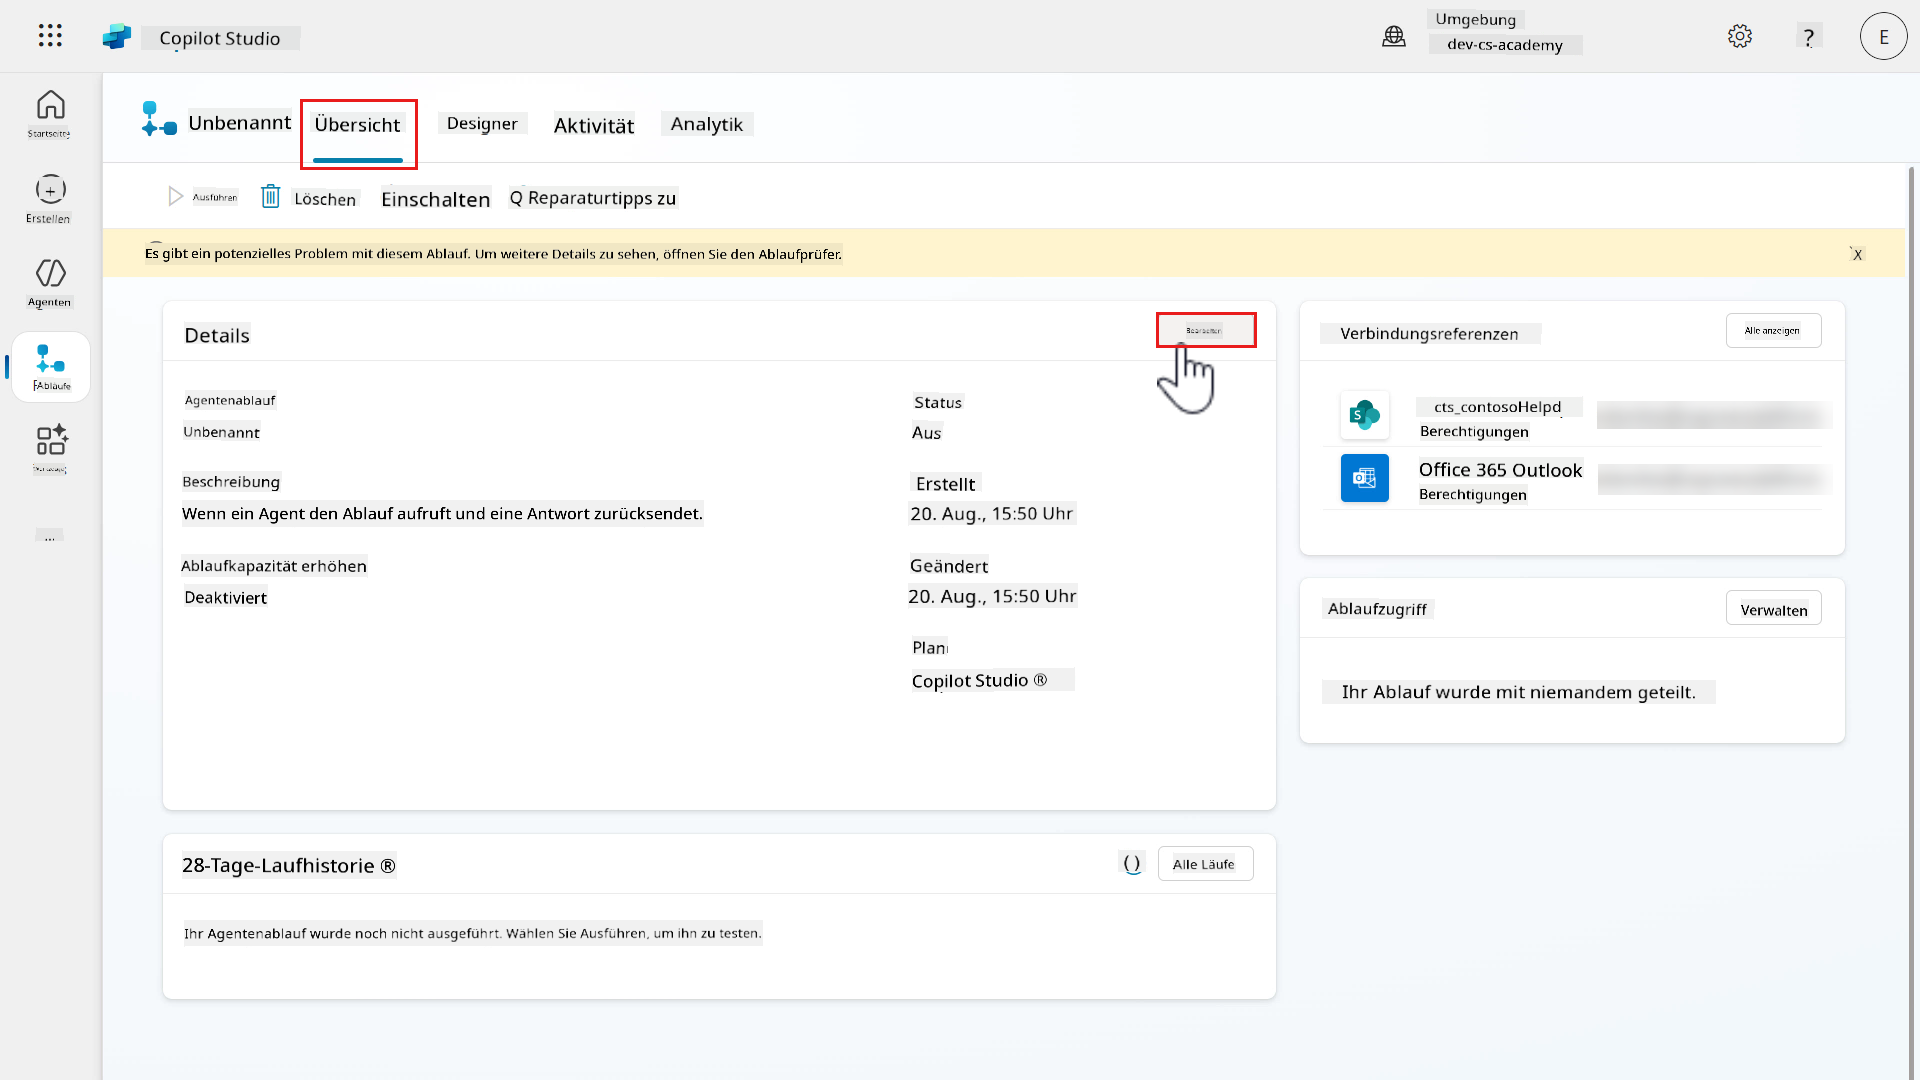 Copilot Studio
Umgebung
dev-cs-academy
?
E
Startseite
Erstellen
Agenten
Abläufe
...
Unbenannt
Übersicht
Designer
Aktivität
Analytik
Ausführen
Löschen
Einschalten
Q Reparaturtipps zu
Es gibt ein potenzielles Problem mit diesem Ablauf. Um weitere Details zu sehen, öffnen Sie den Ablaufprüfer.
X
Details
Bearbeiten
Agentenablauf
Unbenannt
Beschreibung
Wenn ein Agent den Ablauf aufruft und eine Antwort zurücksendet.
Ablaufkapazität erhöhen
Deaktiviert
Status
Aus
Erstellt
20. Aug., 15:50 Uhr
Geändert
20. Aug., 15:50 Uhr
Plan
Copilot Studio ®
Verbindungsreferenzen
Alle anzeigen
cts_contosoHelpd
Berechtigungen
Office 365 Outlook
Berechtigungen
Ablaufzugriff
Verwalten
Ihr Ablauf wurde mit niemandem geteilt.
28-Tage-Laufhistorie ®
()
Alle Läufe
Ihr Agentenablauf wurde noch nicht ausgeführt. Wählen Sie Ausführen, um ihn zu testen.